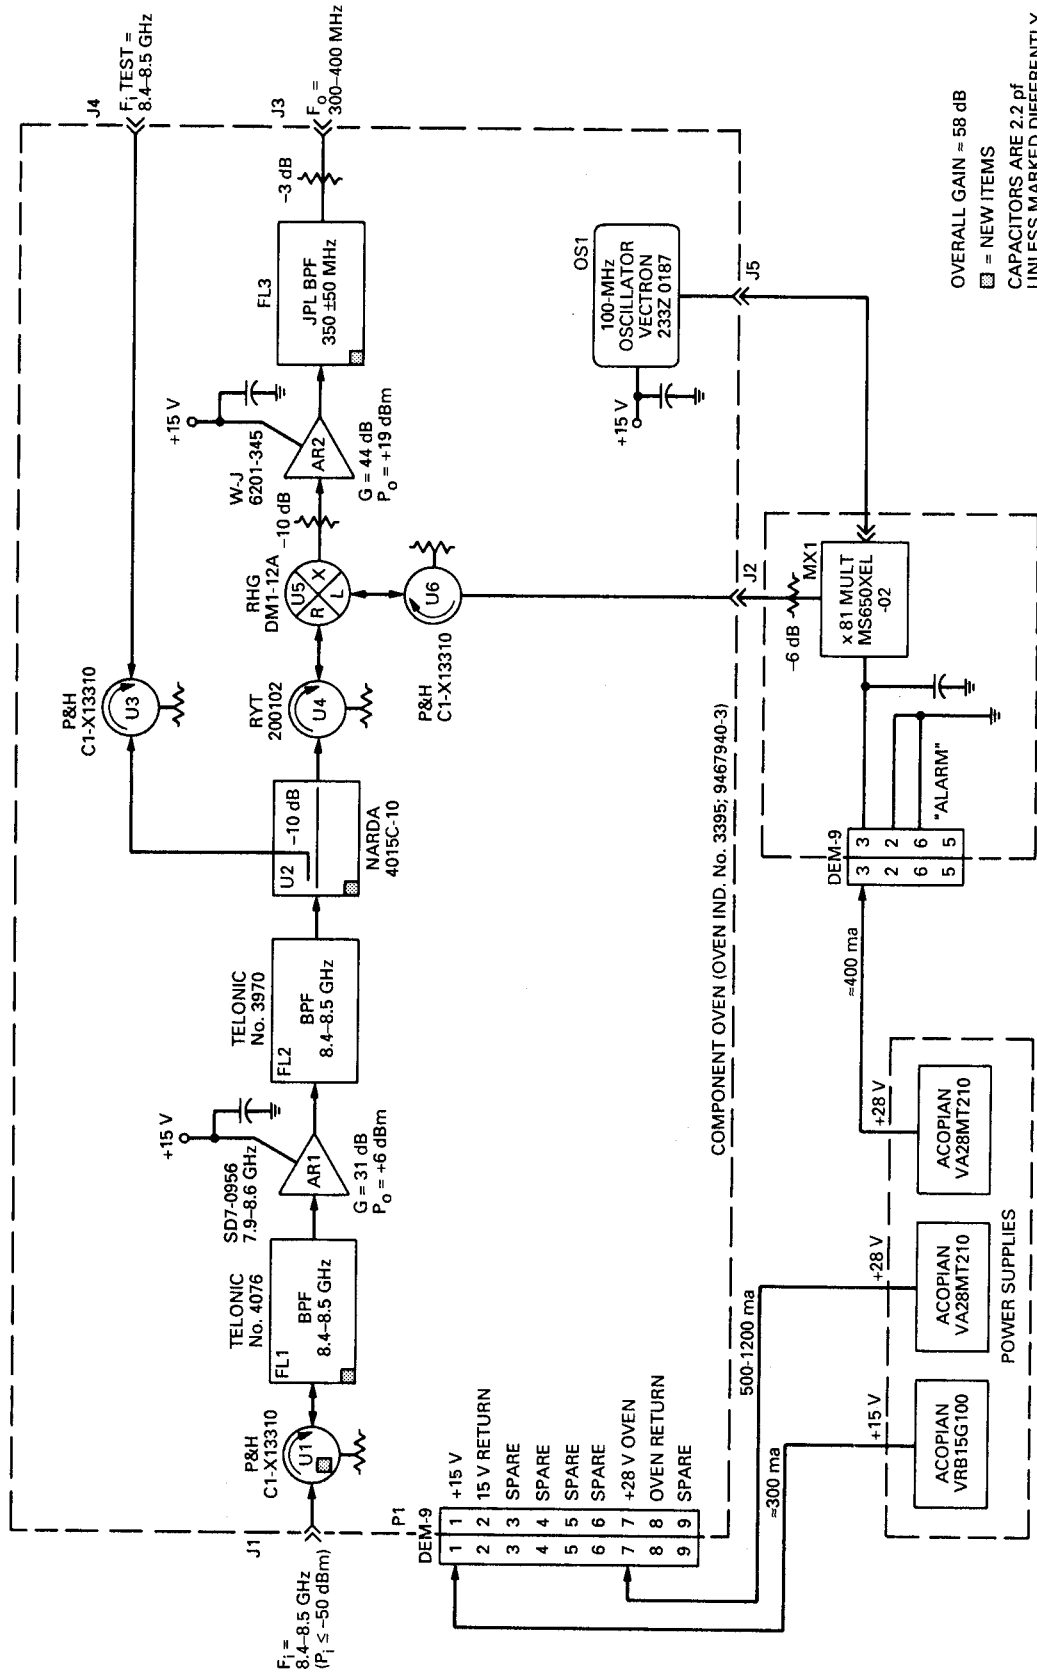 F_i =
8.4–8.5 GHz
(P_i ≤ –50 dBm)
J1
P&H
C1-X13310
U1
TELONIC
No. 4076
FL1
BPF
8.4–8.5 GHz
+15 V
SD7-0956
7.9–8.6 GHz
AR1
G = 31 dB
P_o = +6 dBm
TELONIC
No. 3970
FL2
BPF
8.4–8.5 GHz
U2
–10 dB
NARDA
4015C-10
P&H
C1-X13310
U3
RYT
200102
U4
RHG
DM1-12A
U5
R
X
L
–10 dB
U6
P&H
C1-X13310
+15 V
W-J
6201-345
AR2
G = 44 dB
P_o = +19 dBm
FL3
JPL BPF
350 ±50 MHz
–3 dB
J4
F_i TEST =
8.4–8.5 GHz
J3
F_o =
300–400 MHz
OS1
100-MHz
OSCILLATOR
VECTRON
233Z 0187
+15 V
J5
J2
–6 dB
MX1
x 81 MULT
MS650XEL
-02
"ALARM"
DEM-9
3 3
2 2
6 6
5 5
COMPONENT OVEN (OVEN IND. No. 3395; 9467940-3)
P1
DEM-9
1 1 +15 V
2 2 15 V RETURN
3 3 SPARE
4 4 SPARE
5 5 SPARE
6 6 SPARE
7 7 +28 V OVEN
8 8 OVEN RETURN
9 9 SPARE
≈300 ma
500-1200 ma
≈400 ma
+15 V
+28 V
+28 V
ACOPIAN
VRB15G100
ACOPIAN
VA28MT210
ACOPIAN
VA28MT210
POWER SUPPLIES
OVERALL GAIN ≈ 58 dB
= NEW ITEMS
CAPACITORS ARE 2.2 pf
UNLESS MARKED DIFFERENTLY